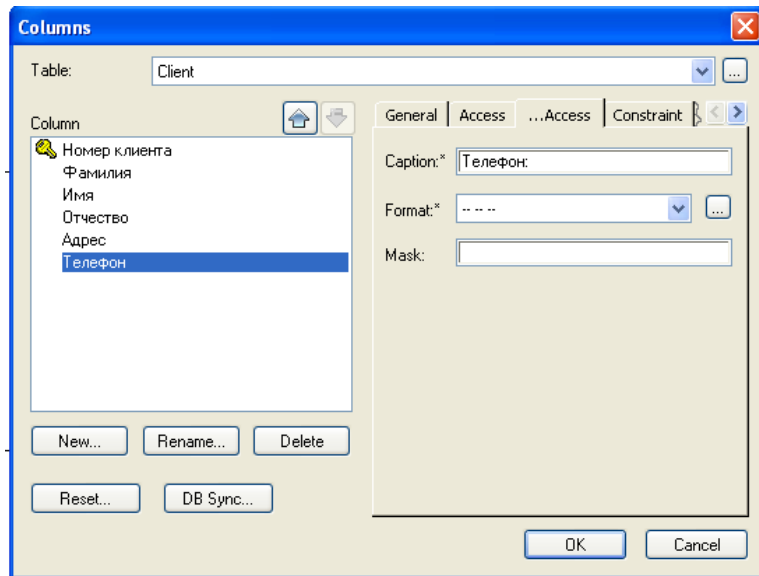 Columns
Table: Client ...
Column
Номер клиента
Фамилия
Имя
Отчество
Адрес
Телефон
New... Rename... Delete
Reset... DB Sync...
General Access ...Access Constraint
Caption:* Телефон:
Format:* -- -- -- ...
Mask:
OK Cancel